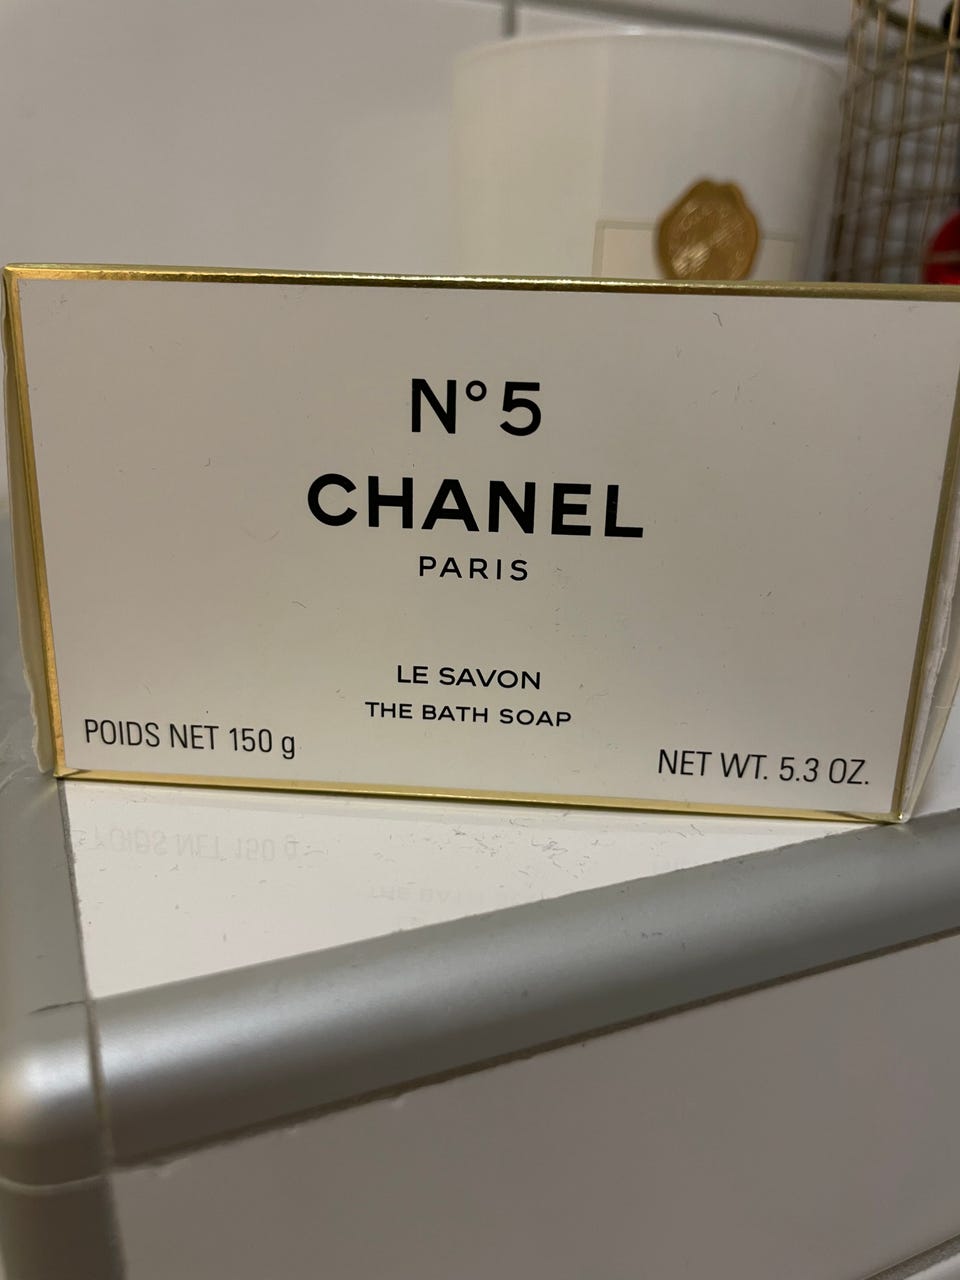 N°5
CHANEL
PARIS
LE SAVON
THE BATH SOAP
POIDS NET 150 g
NET WT. 5.3 OZ.